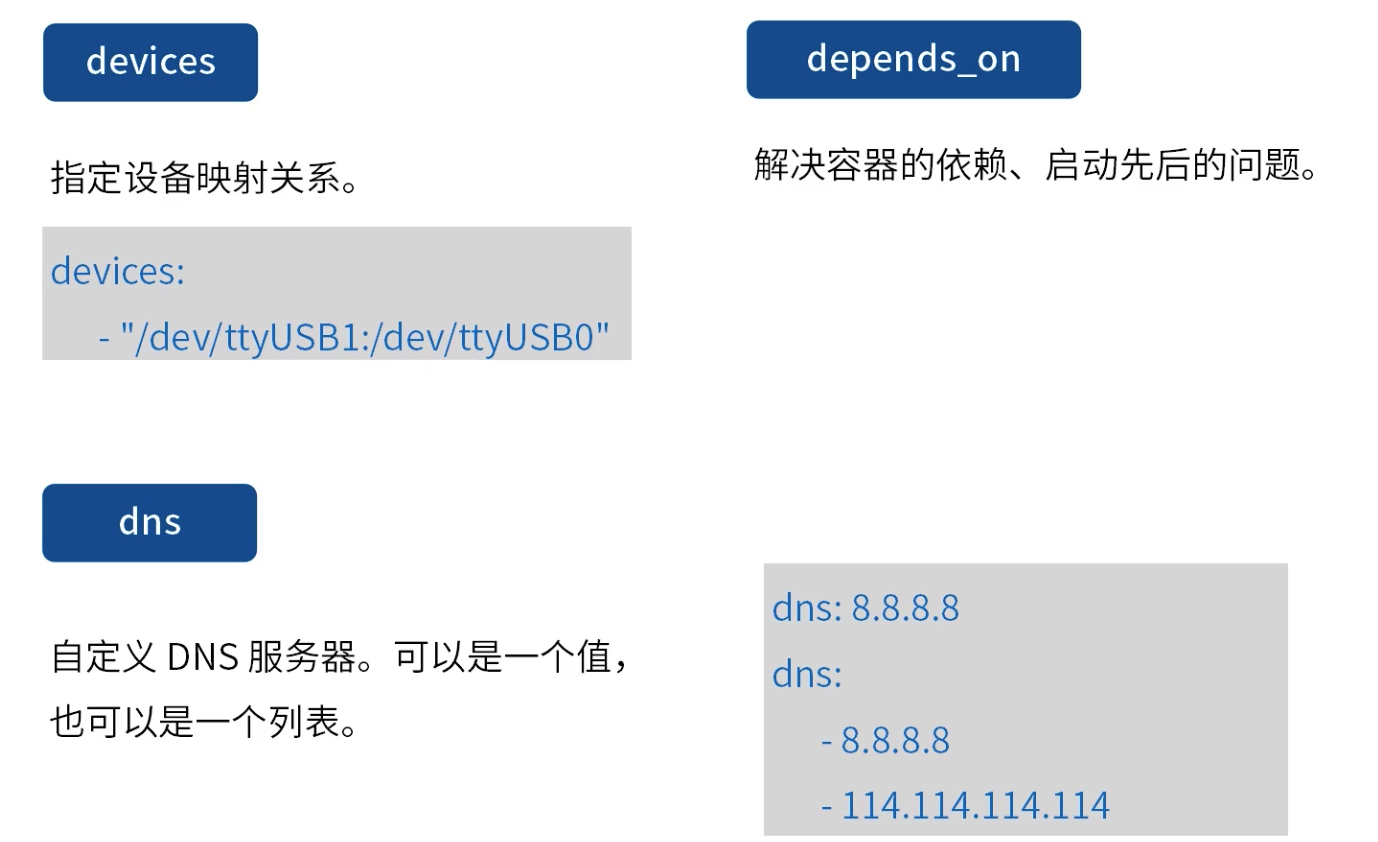 devices
指定设备映射关系。
devices:
- "/dev/ttyUSB1:/dev/ttyUSB0"
depends_on
解决容器的依赖、启动先后的问题。
dns
自定义 DNS 服务器。可以是一个值，
也可以是一个列表。
dns: 8.8.8.8
dns:
- 8.8.8.8
- 114.114.114.114